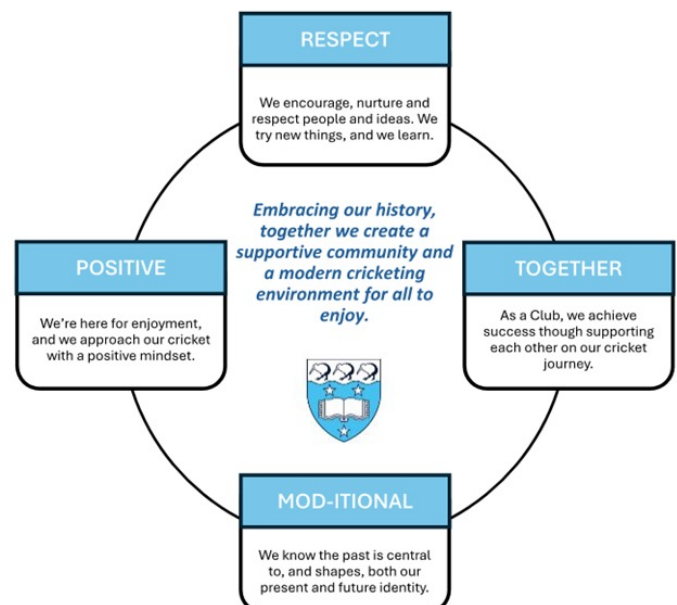 RESPECT
We encourage, nurture and
respect people and ideas. We
try new things, and we learn.
Embracing our history,
together we create a
supportive community and
a modern cricketing
environment for all to
enjoy.
POSITIVE
We're here for enjoyment,
and we approach our cricket
with a positive mindset.
TOGETHER
As a Club, we achieve
success though supporting
each other on our cricket
journey.
MOD-ITIONAL
We know the past is central
to, and shapes, both our
present and future identity.